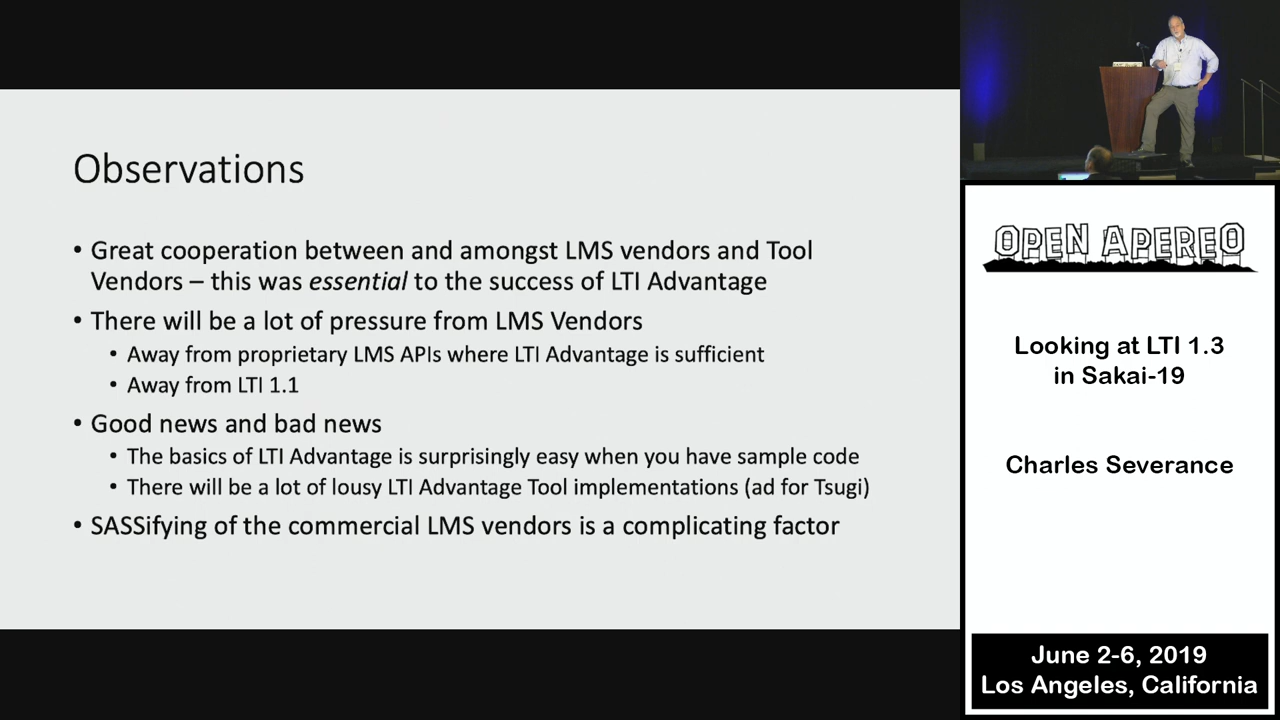 Observations
• Great cooperation between and amongst LMS vendors and Tool
Vendors – this was essential to the success of LTI Advantage
• There will be a lot of pressure from LMS Vendors
• Away from proprietary LMS APIs where LTI Advantage is sufficient
• Away from LTI 1.1
• Good news and bad news
• The basics of LTI Advantage is surprisingly easy when you have sample code
• There will be a lot of lousy LTI Advantage Tool implementations (ad for Tsugi)
• SASSifying of the commercial LMS vendors is a complicating factor
OPEN APEREO
Looking at LTI 1.3
in Sakai-19
Charles Severance
June 2-6, 2019
Los Angeles, California